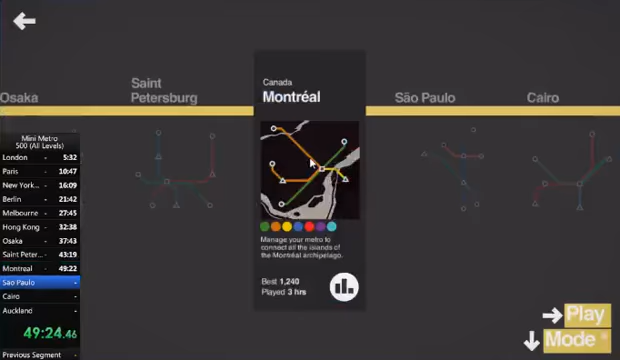 Osaka
Saint
Petersburg
Canada
Montréal
São Paulo
Cairo
Manage your metro to
connect all the islands of
the Montréal archipelago.
Best 1,240
Played 3 hrs
Play
Mode
Mini Metro
500 (All Levels)
London - 5:32
Paris - 10:47
New York... - 16:09
Berlin - 21:42
Melbourne - 27:45
Hong Kong - 32:38
Osaka - 37:43
Saint Peter... - 43:19
Montreal - 49:22
São Paulo -
Cairo -
Auckland -
49:24.46
Previous Segment -